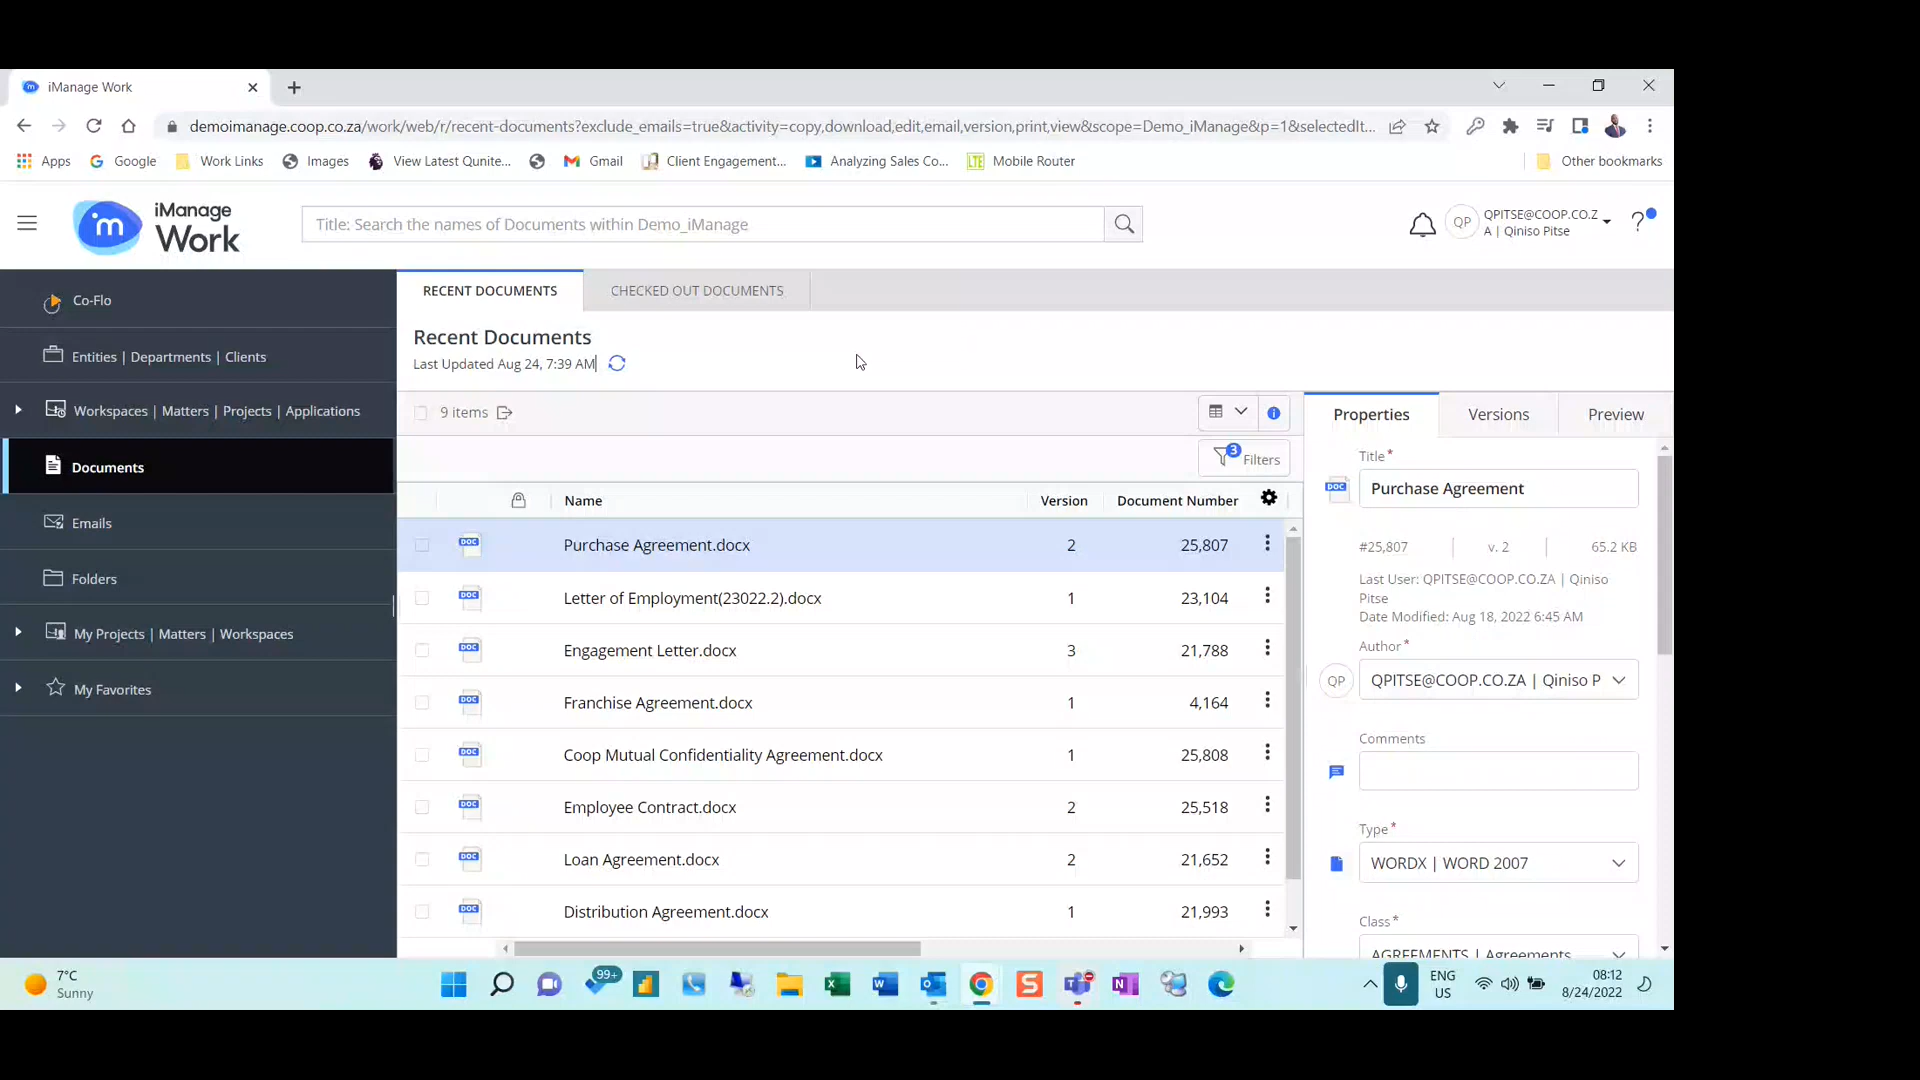 iManage Work
demoimanage.coop.co.za/work/web/r/recent-documents?exclude_emails=true&activity=copy,download,edit,email,version,print,view&scope=Demo_iManage&p=1&selectedIt...
Apps Google Work Links Images View Latest Qunite... Gmail Client Engagement... Analyzing Sales Co... LTE Mobile Router Other bookmarks
m iManage Work
Title: Search the names of Documents within Demo_iManage
QP QPITSE@COOP.CO.Z
A | Qiniso Pitse
?
Co-Flo
Entities | Departments | Clients
Workspaces | Matters | Projects | Applications
Documents
Emails
Folders
My Projects | Matters | Workspaces
My Favorites
RECENT DOCUMENTS CHECKED OUT DOCUMENTS
Recent Documents
Last Updated Aug 24, 7:39 AM
9 items
3 Filters
Name Version Document Number
DOC Purchase Agreement.docx 2 25,807
DOC Letter of Employment(23022.2).docx 1 23,104
DOC Engagement Letter.docx 3 21,788
DOC Franchise Agreement.docx 1 4,164
DOC Coop Mutual Confidentiality Agreement.docx 1 25,808
DOC Employee Contract.docx 2 25,518
DOC Loan Agreement.docx 2 21,652
DOC Distribution Agreement.docx 1 21,993
Properties Versions Preview
Title*
DOC Purchase Agreement
#25,807 v. 2 65.2 KB
Last User: QPITSE@COOP.CO.ZA | Qiniso
Pitse
Date Modified: Aug 18, 2022 6:45 AM
Author*
QP QPITSE@COOP.CO.ZA | Qiniso P
Comments
Type*
WORDX | WORD 2007
Class*
AGREEMENTS | Agreements
7°C
Sunny
99+
ENG
US
08:12
8/24/2022